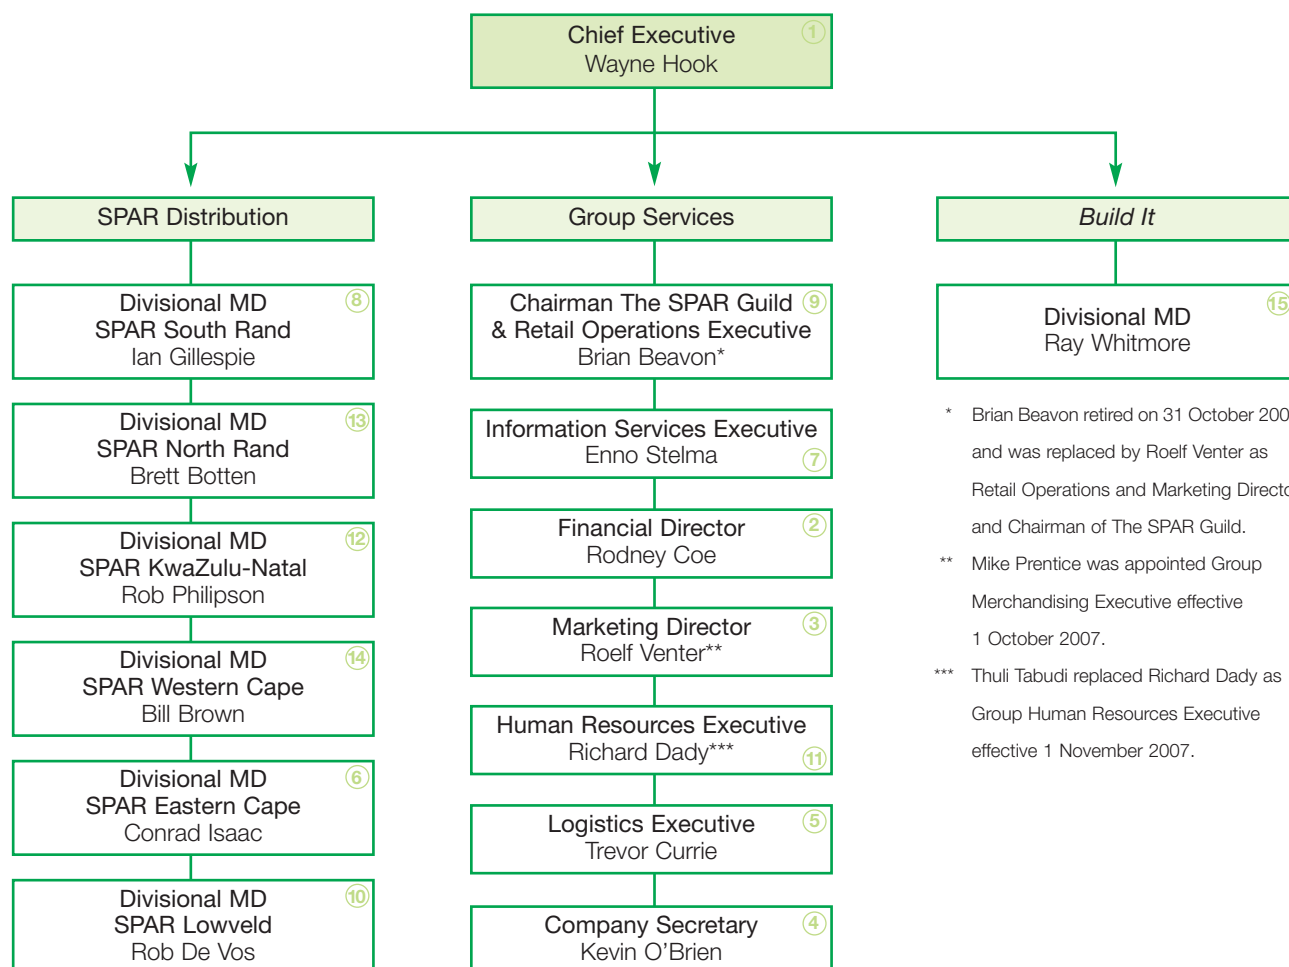 Chief Executive
1
Wayne Hook
SPAR Distribution
Divisional MD
8
SPAR South Rand
Ian Gillespie
Divisional MD
13
SPAR North Rand
Brett Botten
Divisional MD
12
SPAR KwaZulu-Natal
Rob Philipson
Divisional MD
14
SPAR Western Cape
Bill Brown
Divisional MD
6
SPAR Eastern Cape
Conrad Isaac
Divisional MD
10
SPAR Lowveld
Rob De Vos
Group Services
Chairman The SPAR Guild
9
& Retail Operations Executive
Brian Beavon*
Information Services Executive
Enno Stelma
7
Financial Director
2
Rodney Coe
Marketing Director
3
Roelf Venter**
Human Resources Executive
Richard Dady***
11
Logistics Executive
5
Trevor Currie
Company Secretary
4
Kevin O'Brien
Build It
Divisional MD
15
Ray Whitmore
* Brian Beavon retired on 31 October
and was replaced by Roelf Venter as
Retail Operations and Marketing
and Chairman of The SPAR Guild.
** Mike Prentice was appointed Group
Merchandising Executive effective
1 October 2007.
*** Thuli Tabudi replaced Richard Dady as
Group Human Resources Executive
effective 1 November 2007.